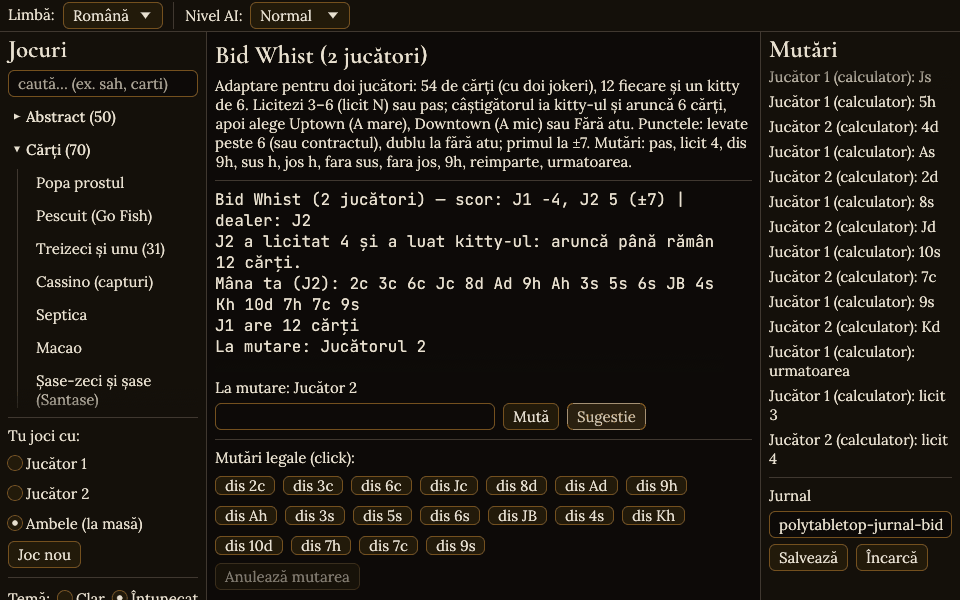 Limbă: Română ▼ Nivel AI: Normal ▼
Jocuri
caută... (ex. sah, carti)
▸ Abstract (50)
▾ Cărți (70)
Popa prostul
Pescuit (Go Fish)
Treizeci și unu (31)
Cassino (capturi)
Septica
Macao
Șase-zeci și șase
(Santase)
Tu joci cu:
Jucător 1
Jucător 2
Ambele (la masă)
Joc nou
Temă: Clar Întunecat
Bid Whist (2 jucători)
Adaptare pentru doi jucători: 54 de cărți (cu doi jokeri), 12 fiecare și un kitty
de 6. Licitezi 3–6 (licit N) sau pas; câștigătorul ia kitty-ul și aruncă 6 cărți,
apoi alege Uptown (A mare), Downtown (A mic) sau Fără atu. Punctele: levate
peste 6 (sau contractul), dublu la fără atu; primul la ±7. Mutări: pas, licit 4, dis
9h, sus h, jos h, fara sus, fara jos, 9h, reimparte, urmatoarea.
Bid Whist (2 jucători) — scor: J1 -4, J2 5 (±7) |
dealer: J2
J2 a licitat 4 și a luat kitty-ul: aruncă până rămân
12 cărți.
Mâna ta (J2): 2c 3c 6c Jc 8d Ad 9h Ah 3s 5s 6s JB 4s
Kh 10d 7h 7c 9s
J1 are 12 cărți
La mutare: Jucătorul 2
La mutare: Jucător 2
Mută Sugestie
Mutări legale (click):
dis 2c dis 3c dis 6c dis Jc dis 8d dis Ad dis 9h
dis Ah dis 3s dis 5s dis 6s dis JB dis 4s dis Kh
dis 10d dis 7h dis 7c dis 9s
Anulează mutarea
Mutări
Jucător 1 (calculator): Js
Jucător 1 (calculator): 5h
Jucător 2 (calculator): 4d
Jucător 1 (calculator): As
Jucător 2 (calculator): 2d
Jucător 1 (calculator): 8s
Jucător 2 (calculator): Jd
Jucător 1 (calculator): 10s
Jucător 2 (calculator): 7c
Jucător 1 (calculator): 9s
Jucător 2 (calculator): Kd
Jucător 1 (calculator):
urmatoarea
Jucător 1 (calculator): licit
3
Jucător 2 (calculator): licit
4
Jurnal
polytabletop-jurnal-bid
Salvează Încarcă